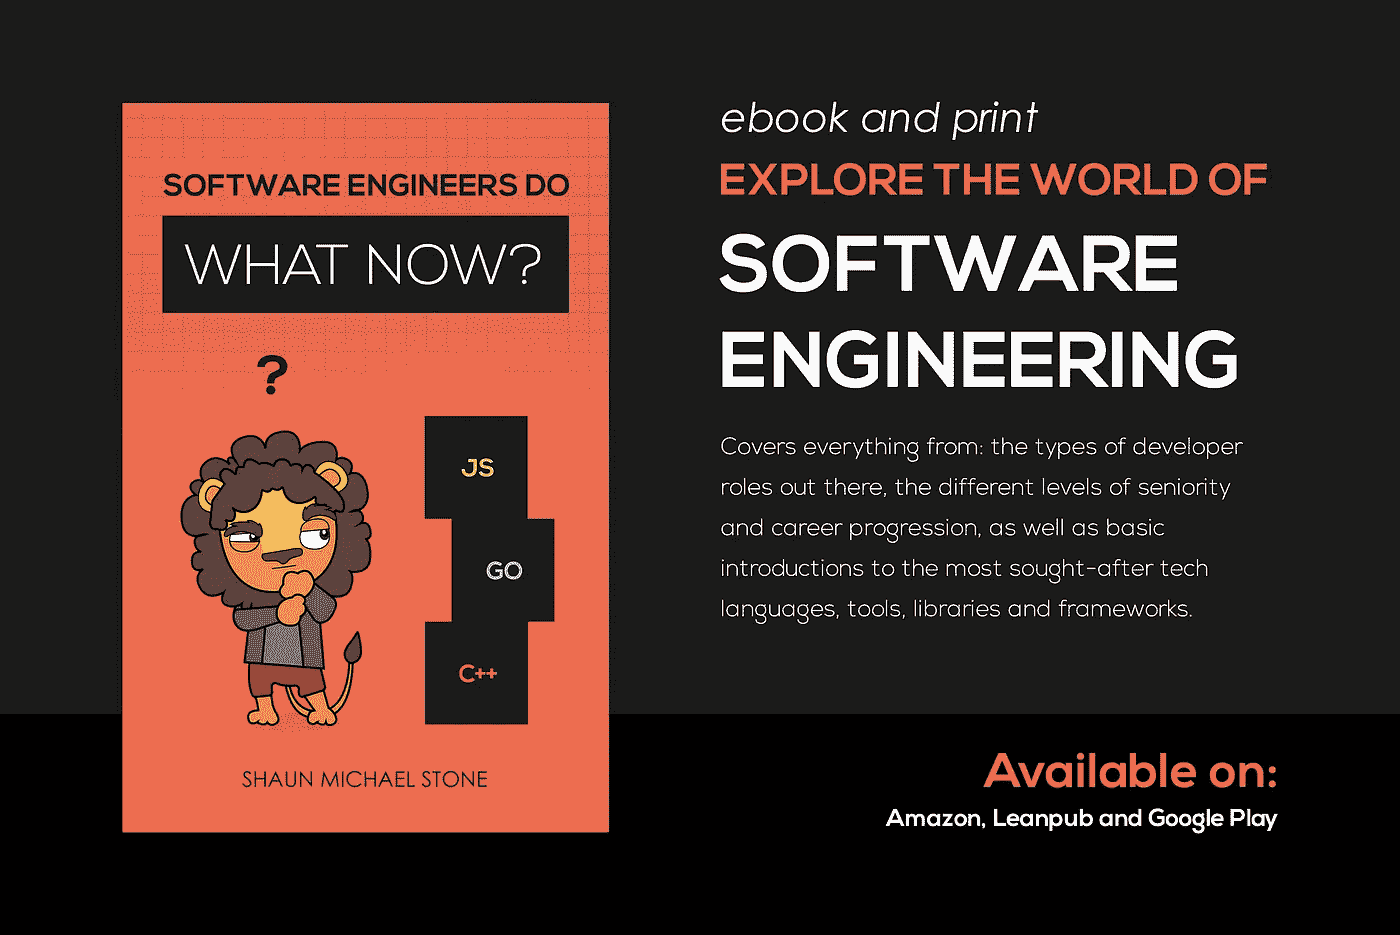 SOFTWARE ENGINEERS DO
WHAT NOW?
?
JS
GO
C++
SHAUN MICHAEL STONE
ebook and print
EXPLORE THE WORLD OF
SOFTWARE
ENGINEERING
Covers everything from: the types of developer
roles out there, the different levels of seniority
and career progression, as well as basic
introductions to the most sought-after tech
languages, tools, libraries and frameworks.
Available on:
Amazon, Leanpub and Google Play